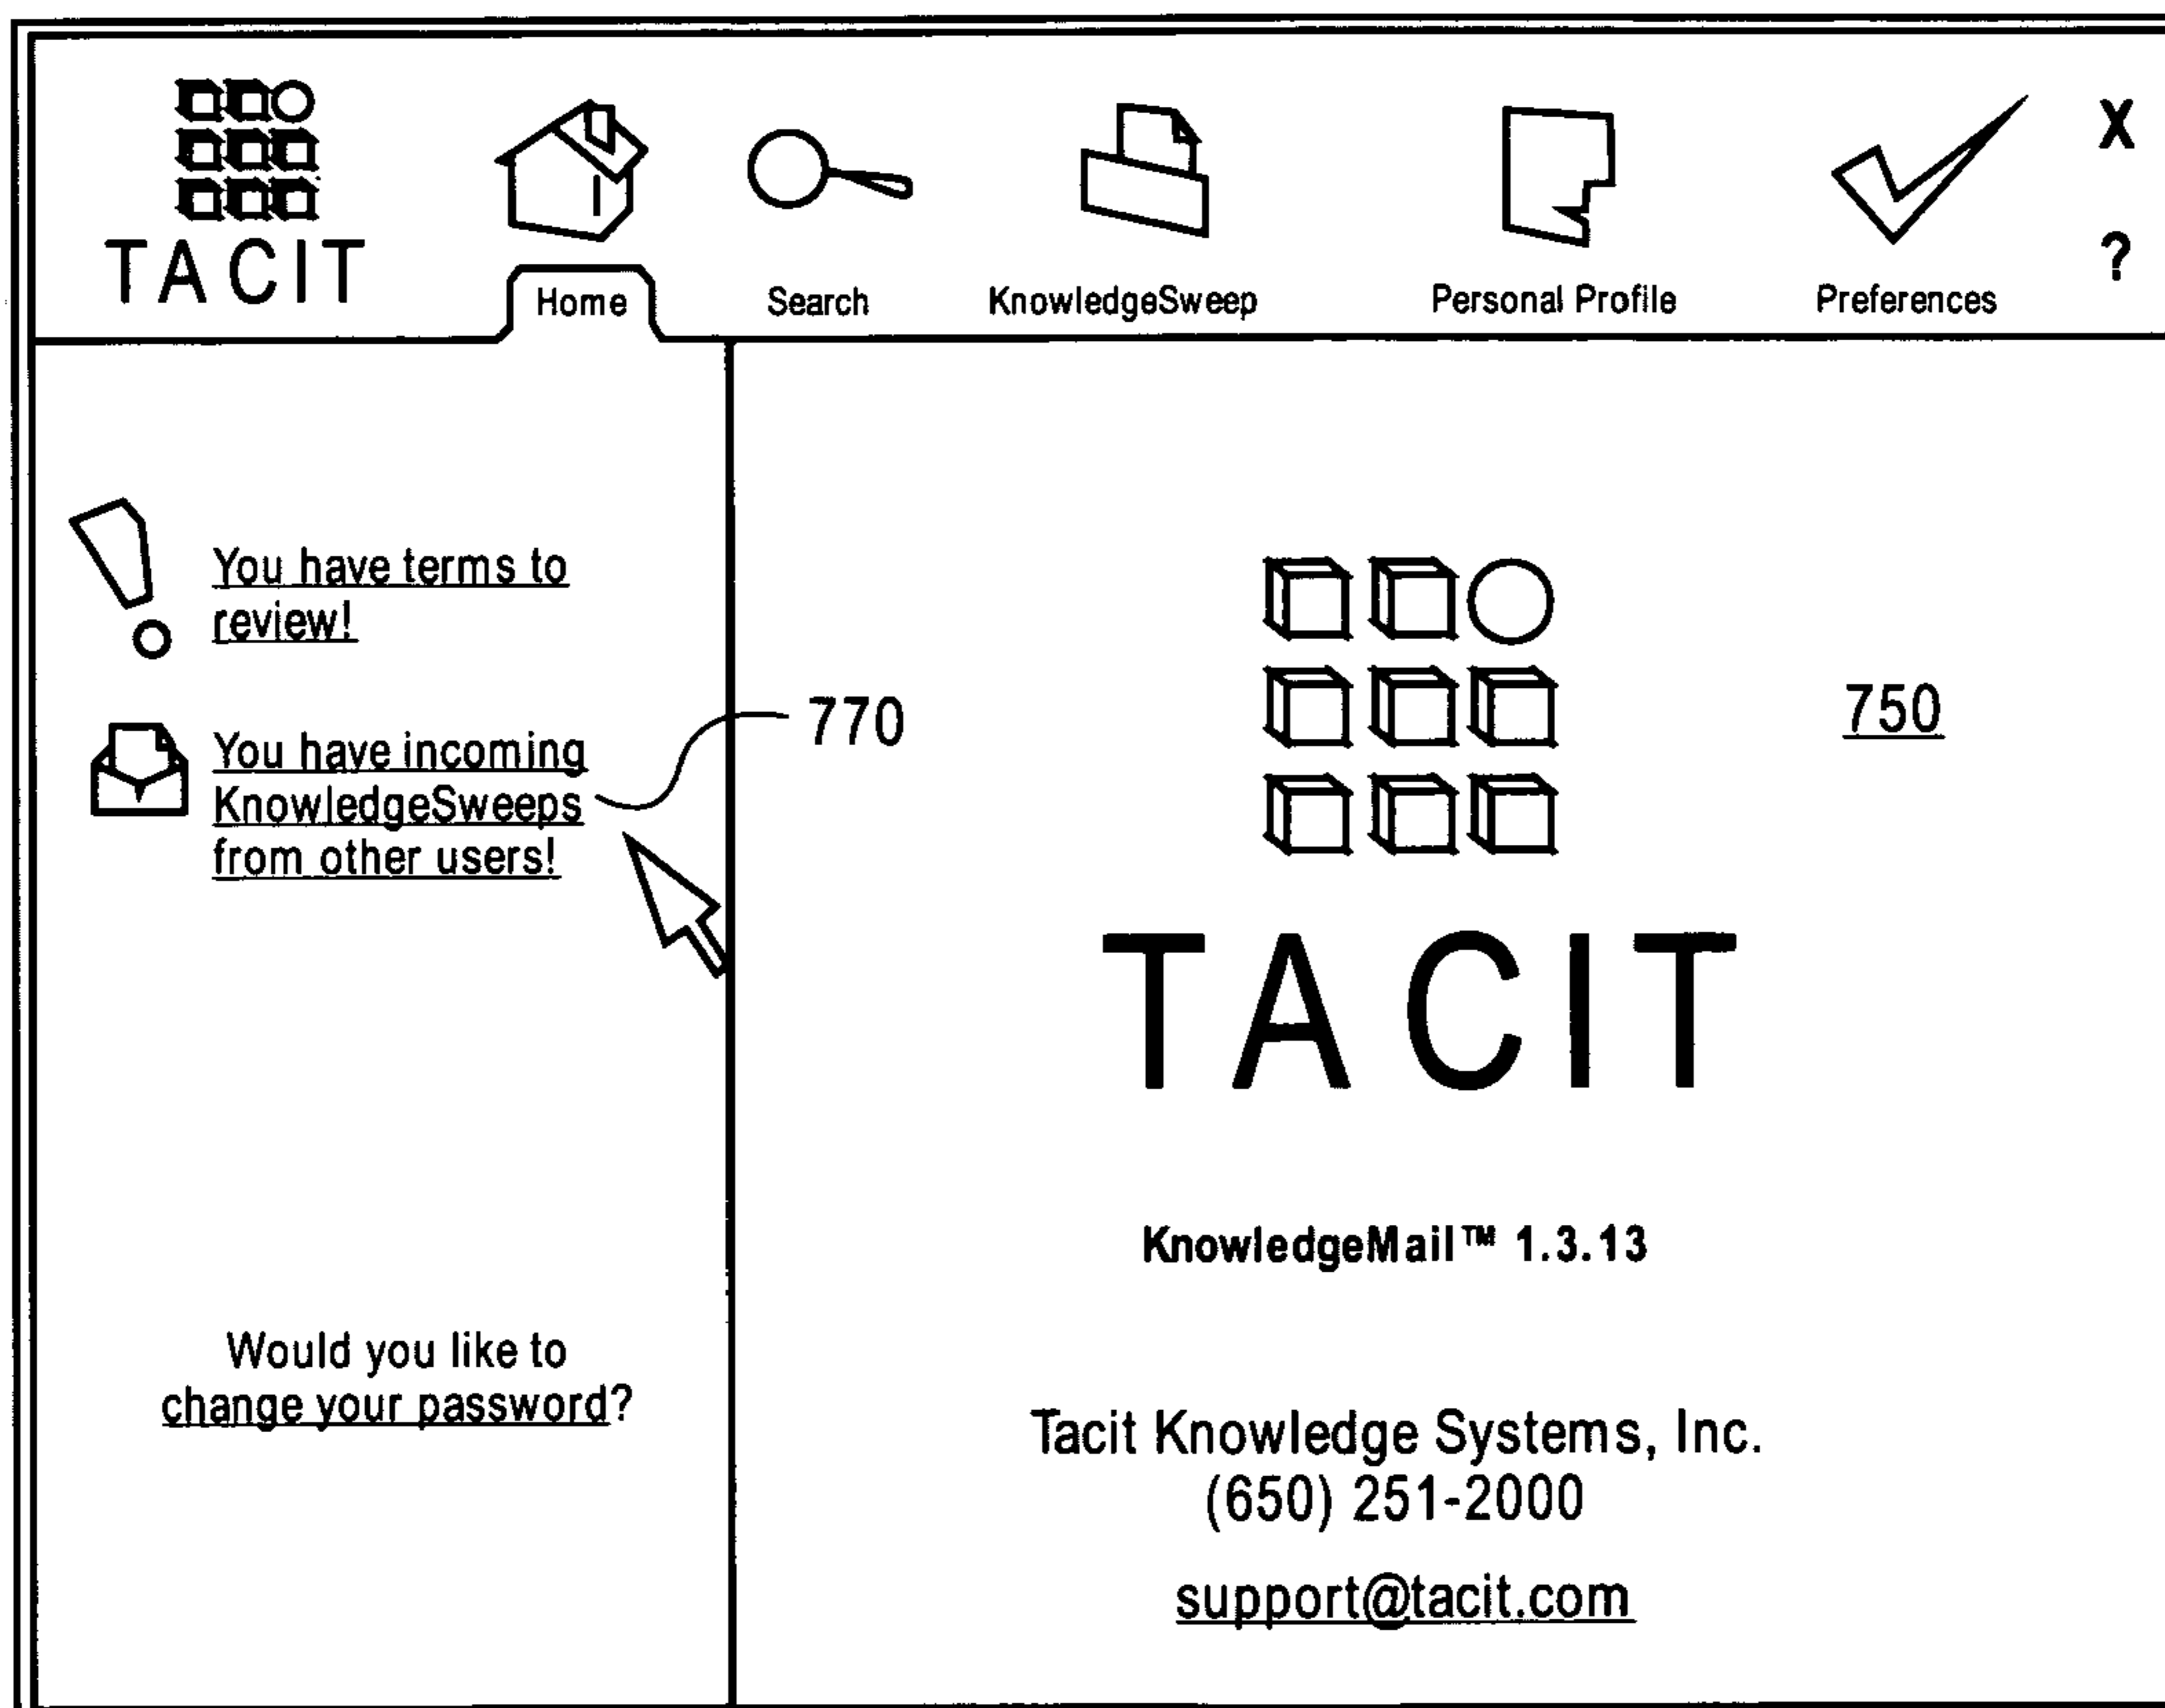 TACIT
Home
Search
KnowledgeSweep
Personal Profile
Preferences
X
?
You have terms to
review!
You have incoming
KnowledgeSweeps
from other users!
770
750
TACIT
KnowledgeMail™ 1.3.13
Would you like to
change your password?
Tacit Knowledge Systems, Inc.
(650) 251-2000
support@tacit.com